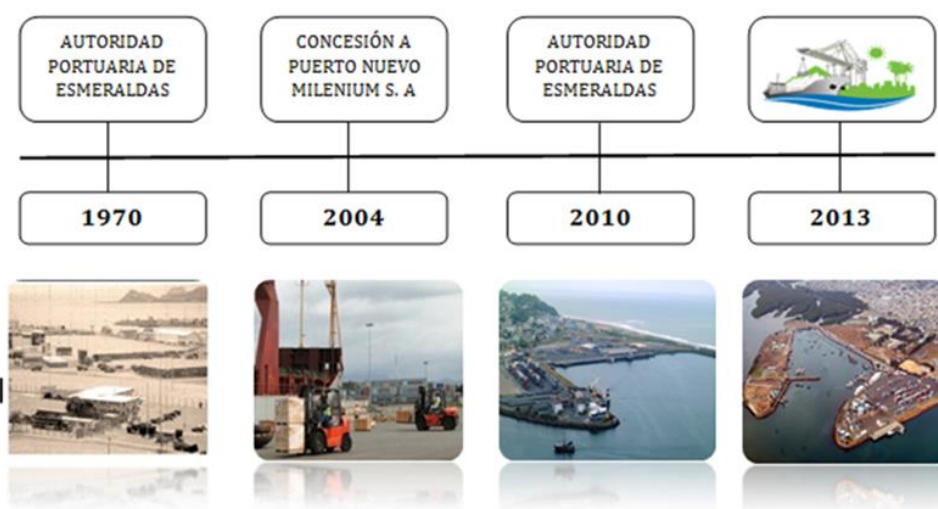 AUTORIDAD
PORTUARIA DE
ESMERALDAS
CONCESIÓN A
PUERTO NUEVO
MILENIUM S. A
AUTORIDAD
PORTUARIA DE
ESMERALDAS
1970
2004
2010
2013